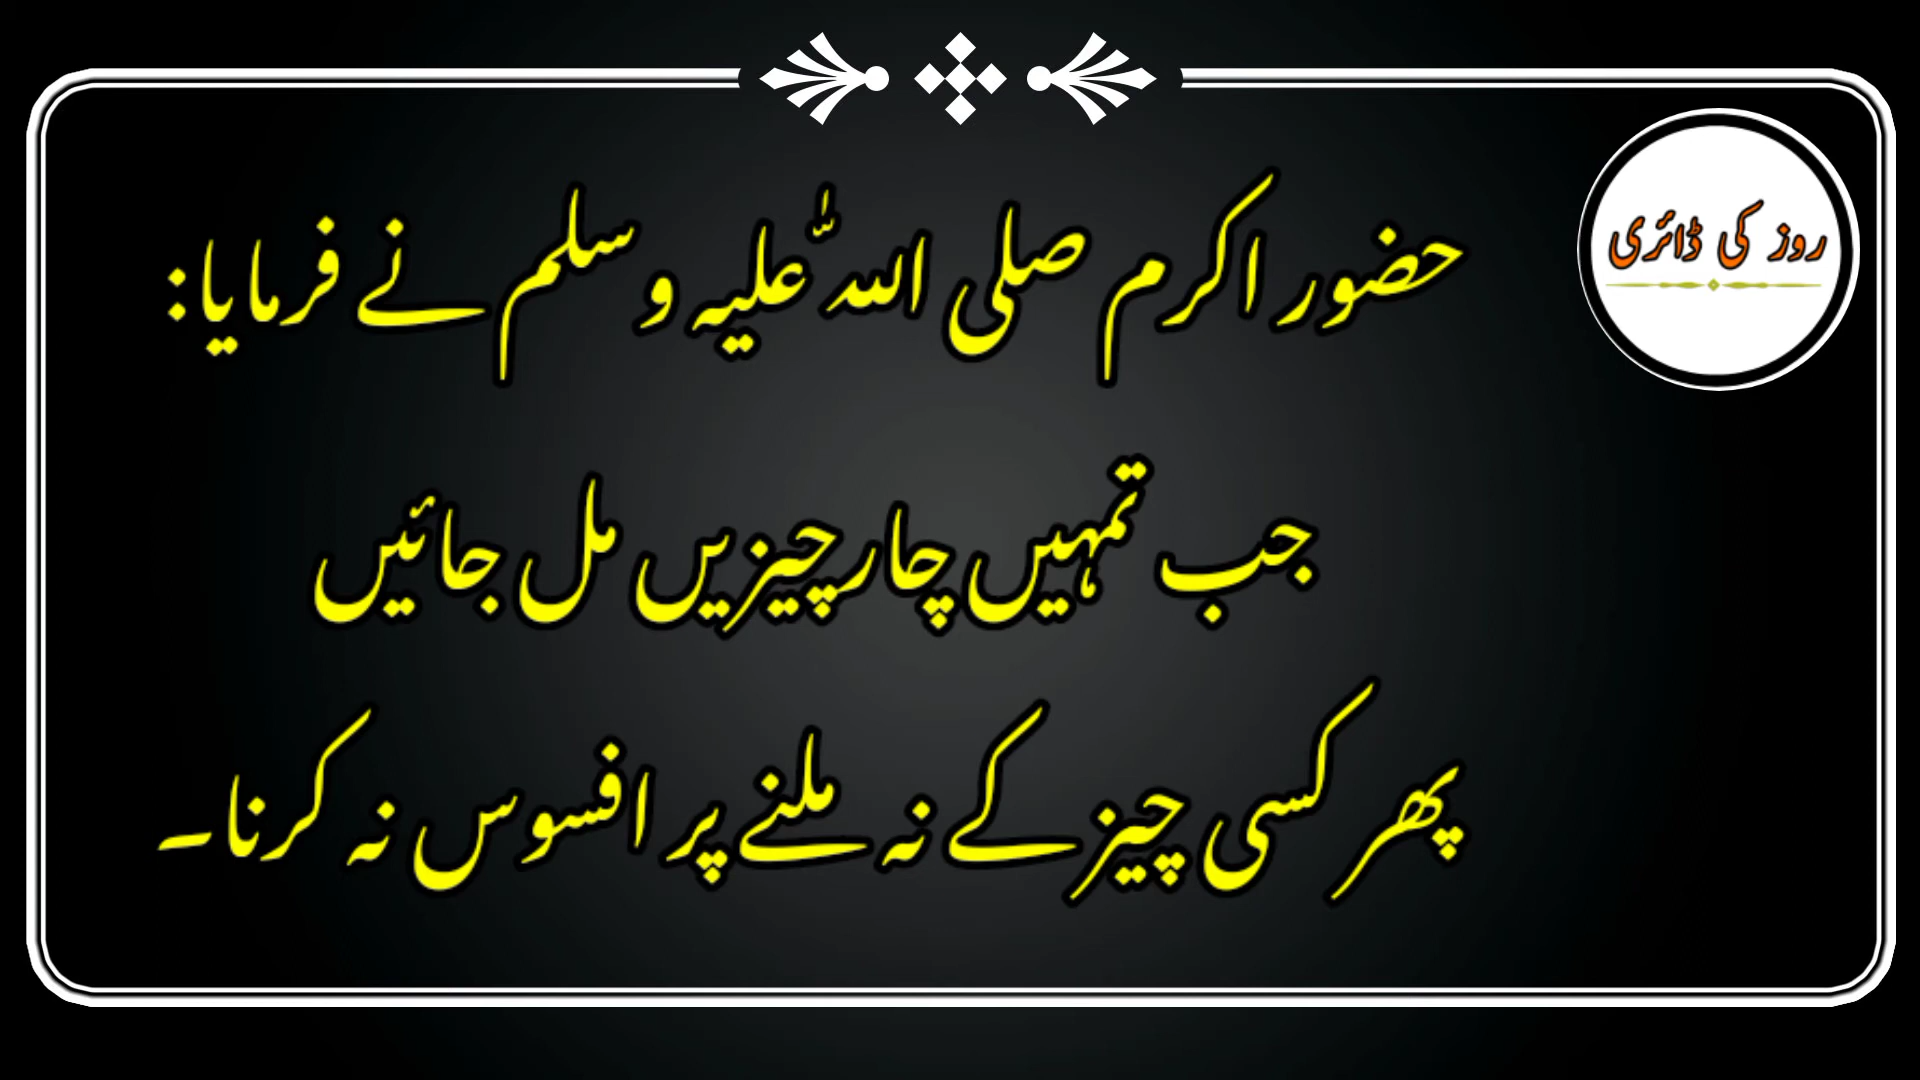 روز کی ڈائری
حضور اکرم صلی اللہ علیہ وسلم نے فرمایا:
جب تمہیں چار چیزیں مل جائیں
پھر کسی چیز کے نہ ملنے پر افسوس نہ کرنا۔